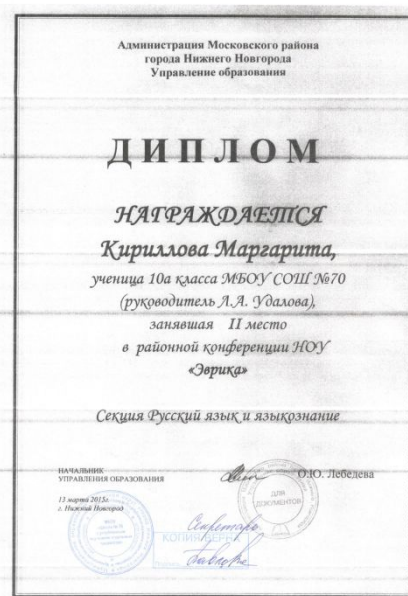 Администрация Московского района
города Нижнего Новгорода
Управление образования
ДИПЛОМ
НАГРАЖДАЕТСЯ
Кириллова Маргарита,
ученица 10а класса МБОУ СОШ №70
(руководитель Л.А. Удалова),
занявшая II место
в районной конференции НОУ
«Эврика»
Секция Русский язык и языкознание
НАЧАЛЬНИК
УПРАВЛЕНИЯ ОБРАЗОВАНИЯ
О.Ю. Лебедева
13 марта 2015г.
г. Нижний Новгород
ДЛЯ
ДОКУМЕНТОВ
Секретарь
КОПИЯ ВЕРНА